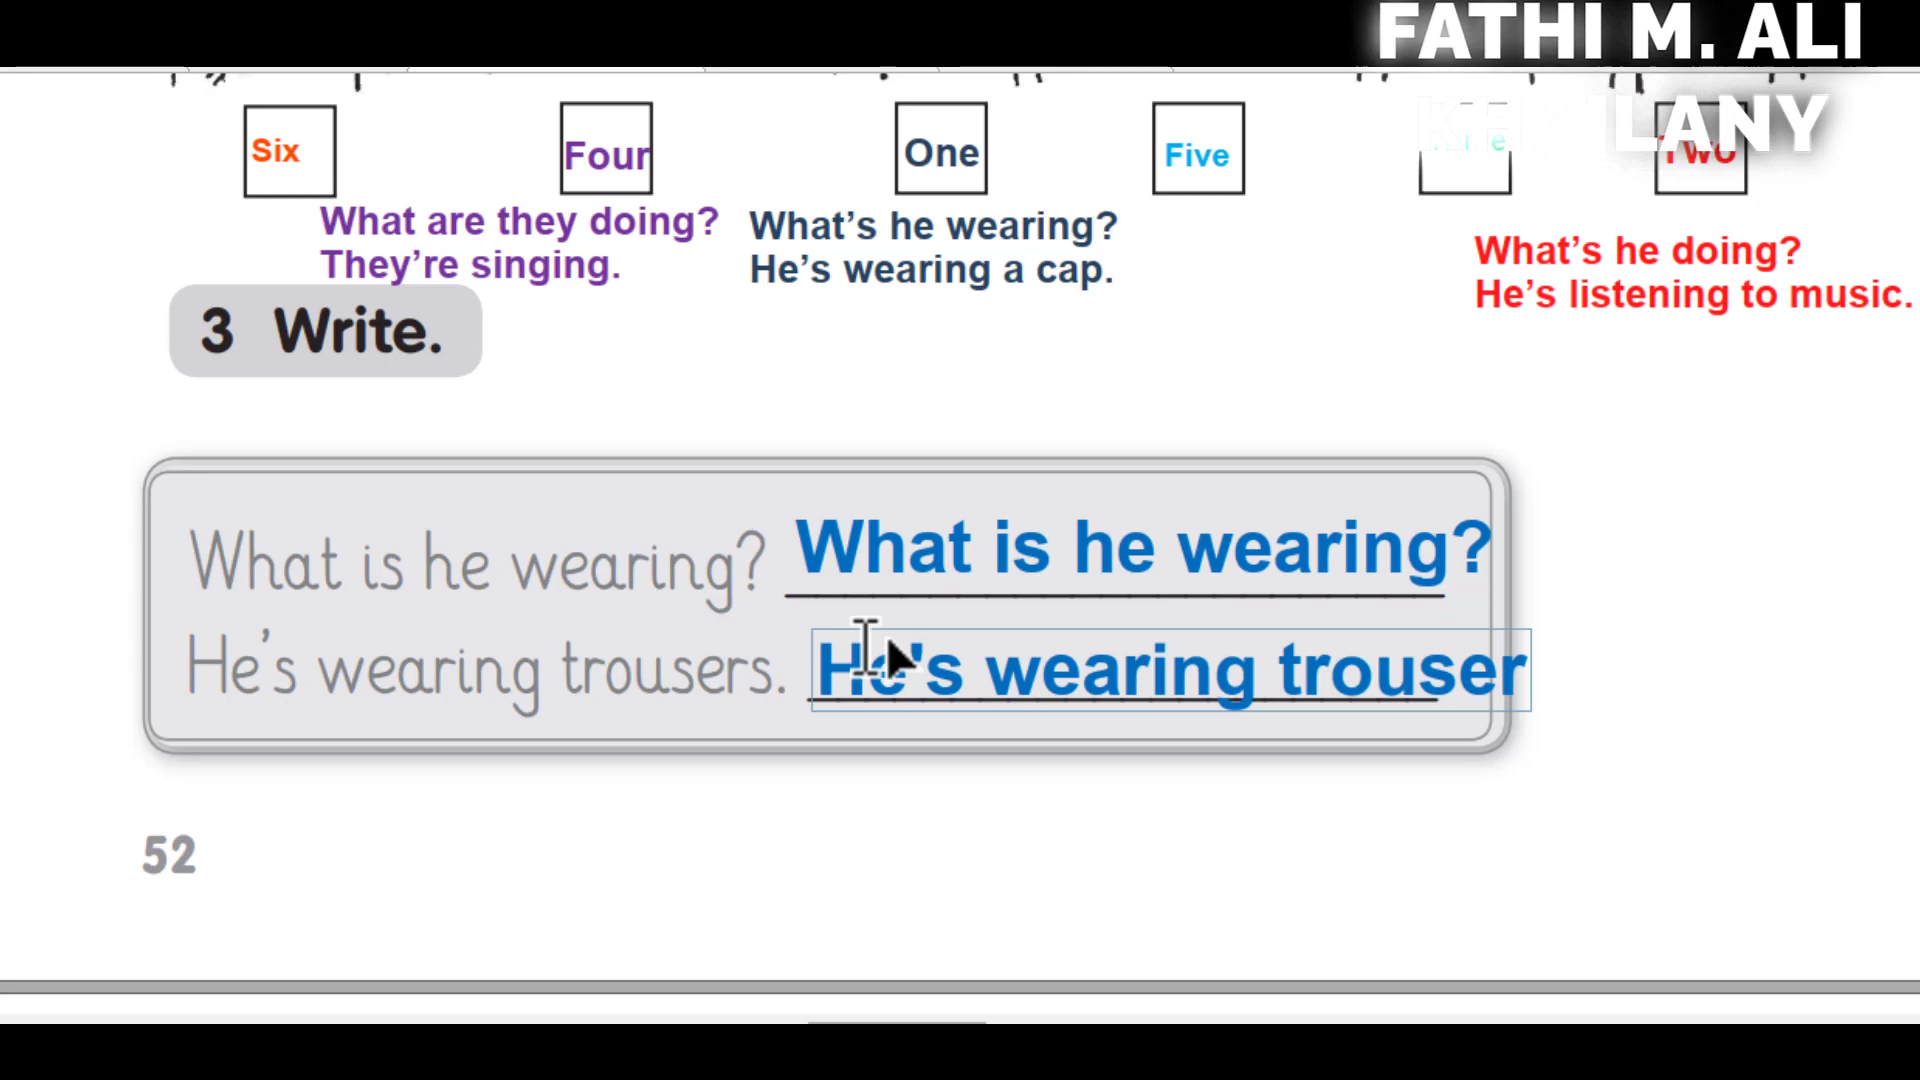 FATHI M. ALI
LANY
Six
Four
One
Five
Two
What are they doing?
They're singing.
What's he wearing?
He's wearing a cap.
What's he doing?
He's listening to music.
3 Write.
What is he wearing? What is he wearing?
He's wearing trousers. He's wearing trouser
52